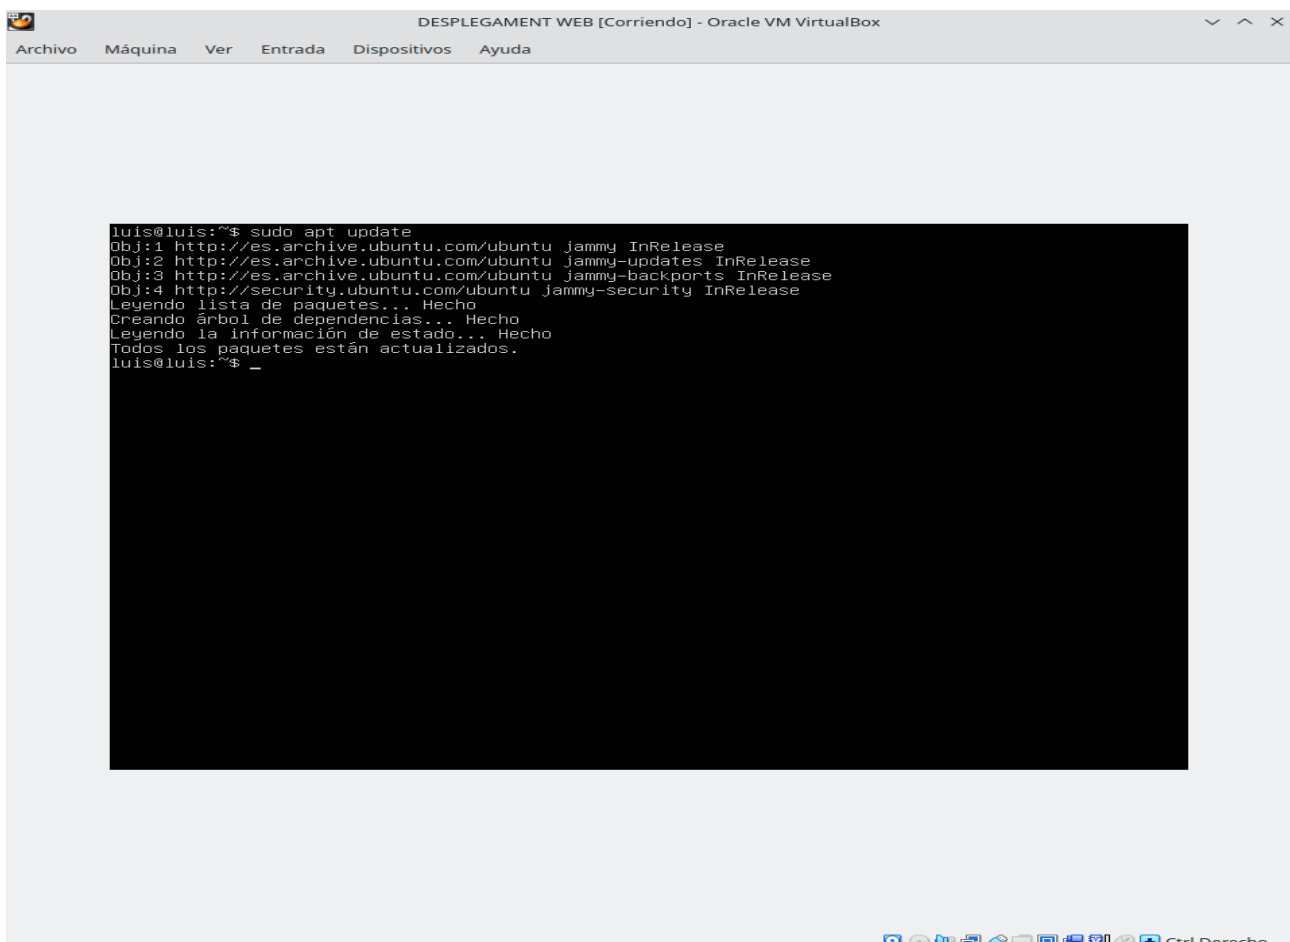 DESPLEGAMENT WEB [Corriendo] - Oracle VM VirtualBox
Archivo Máquina Ver Entrada Dispositivos Ayuda
luis@luis:~$ sudo apt update
Obj:1 http://es.archive.ubuntu.com/ubuntu jammy InRelease
Obj:2 http://es.archive.ubuntu.com/ubuntu jammy-updates InRelease
Obj:3 http://es.archive.ubuntu.com/ubuntu jammy-backports InRelease
Obj:4 http://security.ubuntu.com/ubuntu jammy-security InRelease
Leyendo lista de paquetes... Hecho
Creando árbol de dependencias... Hecho
Leyendo la información de estado... Hecho
Todos los paquetes están actualizados.
luis@luis:~$ _
Ctrl Derecho